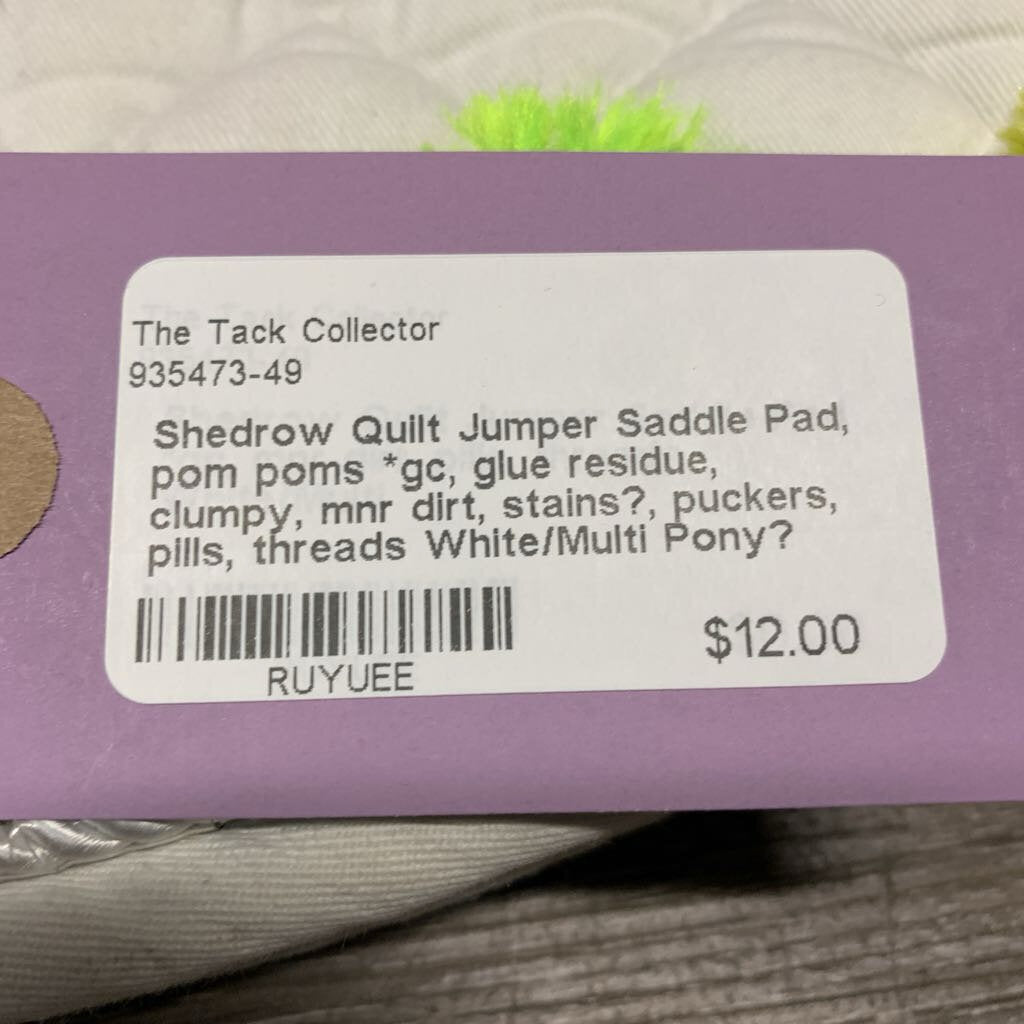 The Tack Collector
935473-49
Shedrow Quilt Jumper Saddle Pad,
pom poms *gc, glue residue,
clumpy, mnr dirt, stains?, puckers,
pills, threads White/Multi Pony?
RUYUEE
$12.00